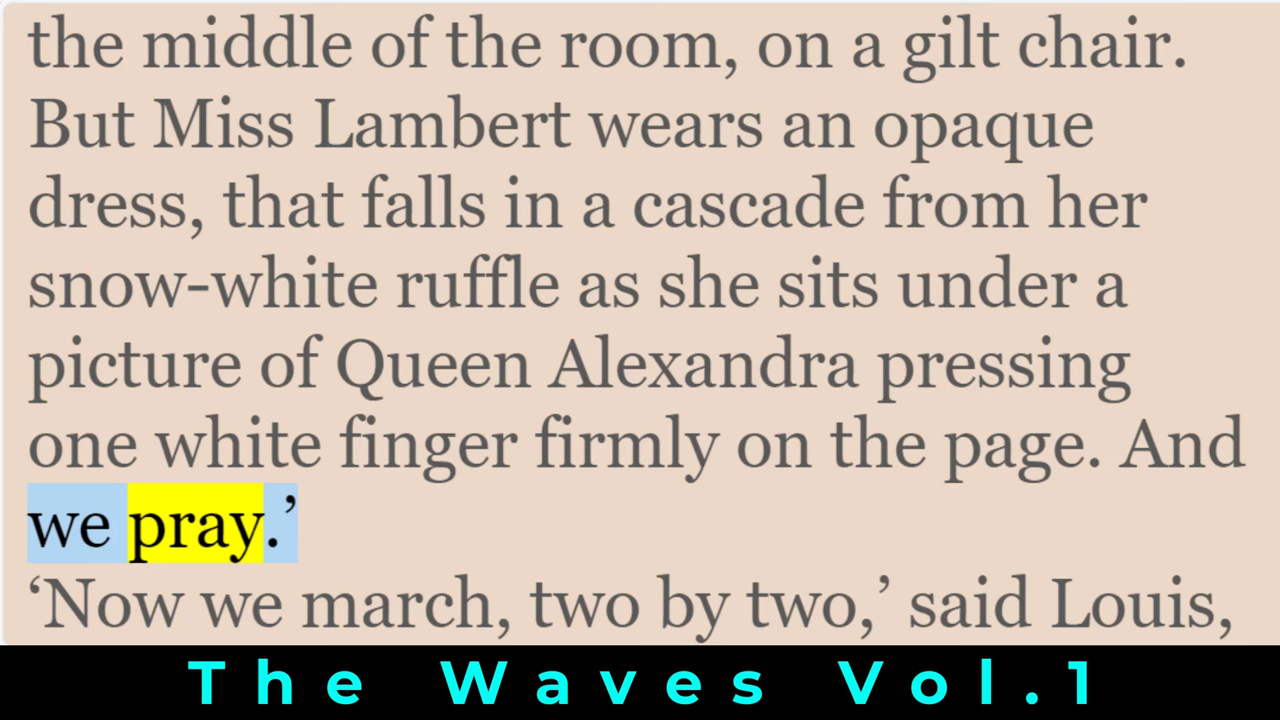 the middle of the room, on a gilt chair.
But Miss Lambert wears an opaque
dress, that falls in a cascade from her
snow-white ruffle as she sits under a
picture of Queen Alexandra pressing
one white finger firmly on the page. And
we pray.’
‘Now we march, two by two,’ said Louis,
The Waves Vol.1